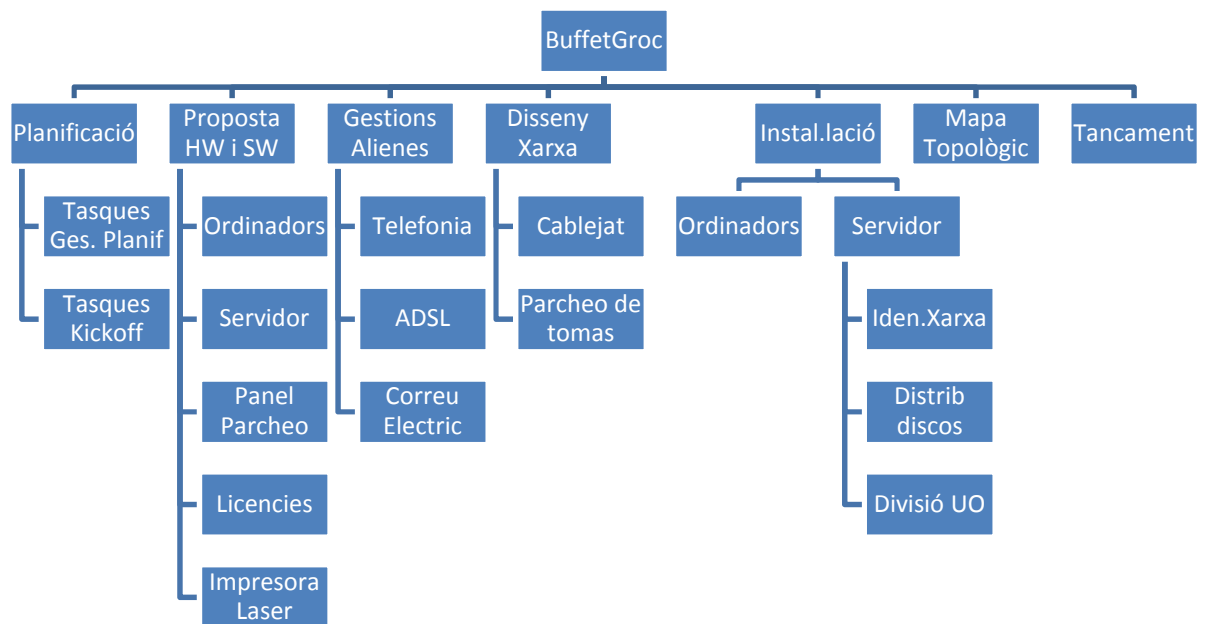 BuffetGroc
Planificació
Proposta
HW i SW
Gestions
Alienes
Disseny
Xarxa
Instal.lació
Mapa
Topològic
Tancament
Tasques
Ges. Planif
Tasques
Kickoff
Ordinadors
Servidor
Panel
Parcheo
Licencies
Impresora
Laser
Telefonia
ADSL
Correu
Electric
Cablejat
Parcheo de
tomas
Ordinadors
Servidor
Iden.Xarxa
Distrib
discos
Divisió UO